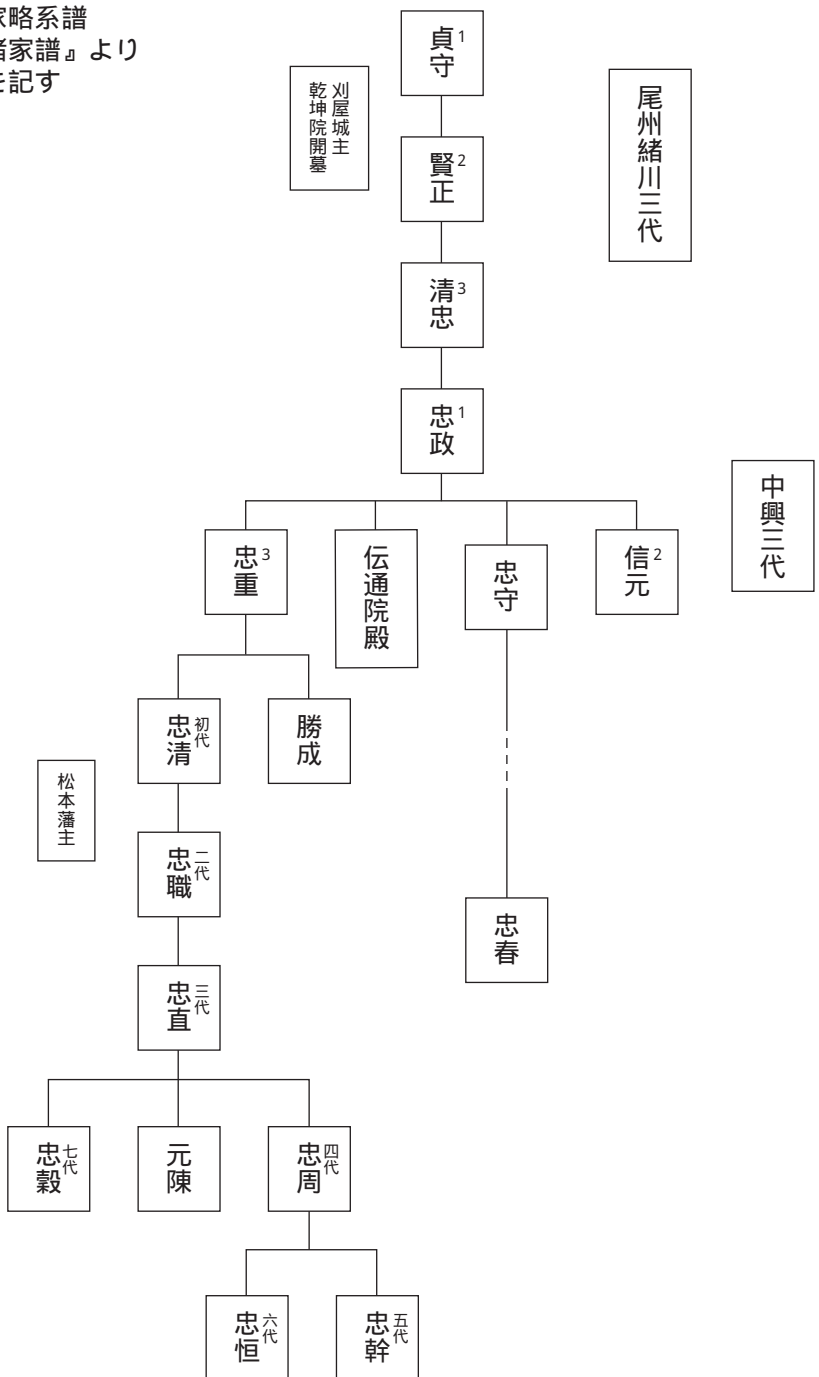 家略系譜
諸家譜』より
を記す
尾州緒川三代
刈屋城主
乾坤院開基
貞守1
賢正2
清忠3
忠政1
中興三代
信元2
忠守
伝通院殿
忠重3
忠春
勝成
忠清初代
松本藩主
忠職二代
忠直三代
忠周四代
元陳
忠穀七代
忠幹五代
忠恒六代